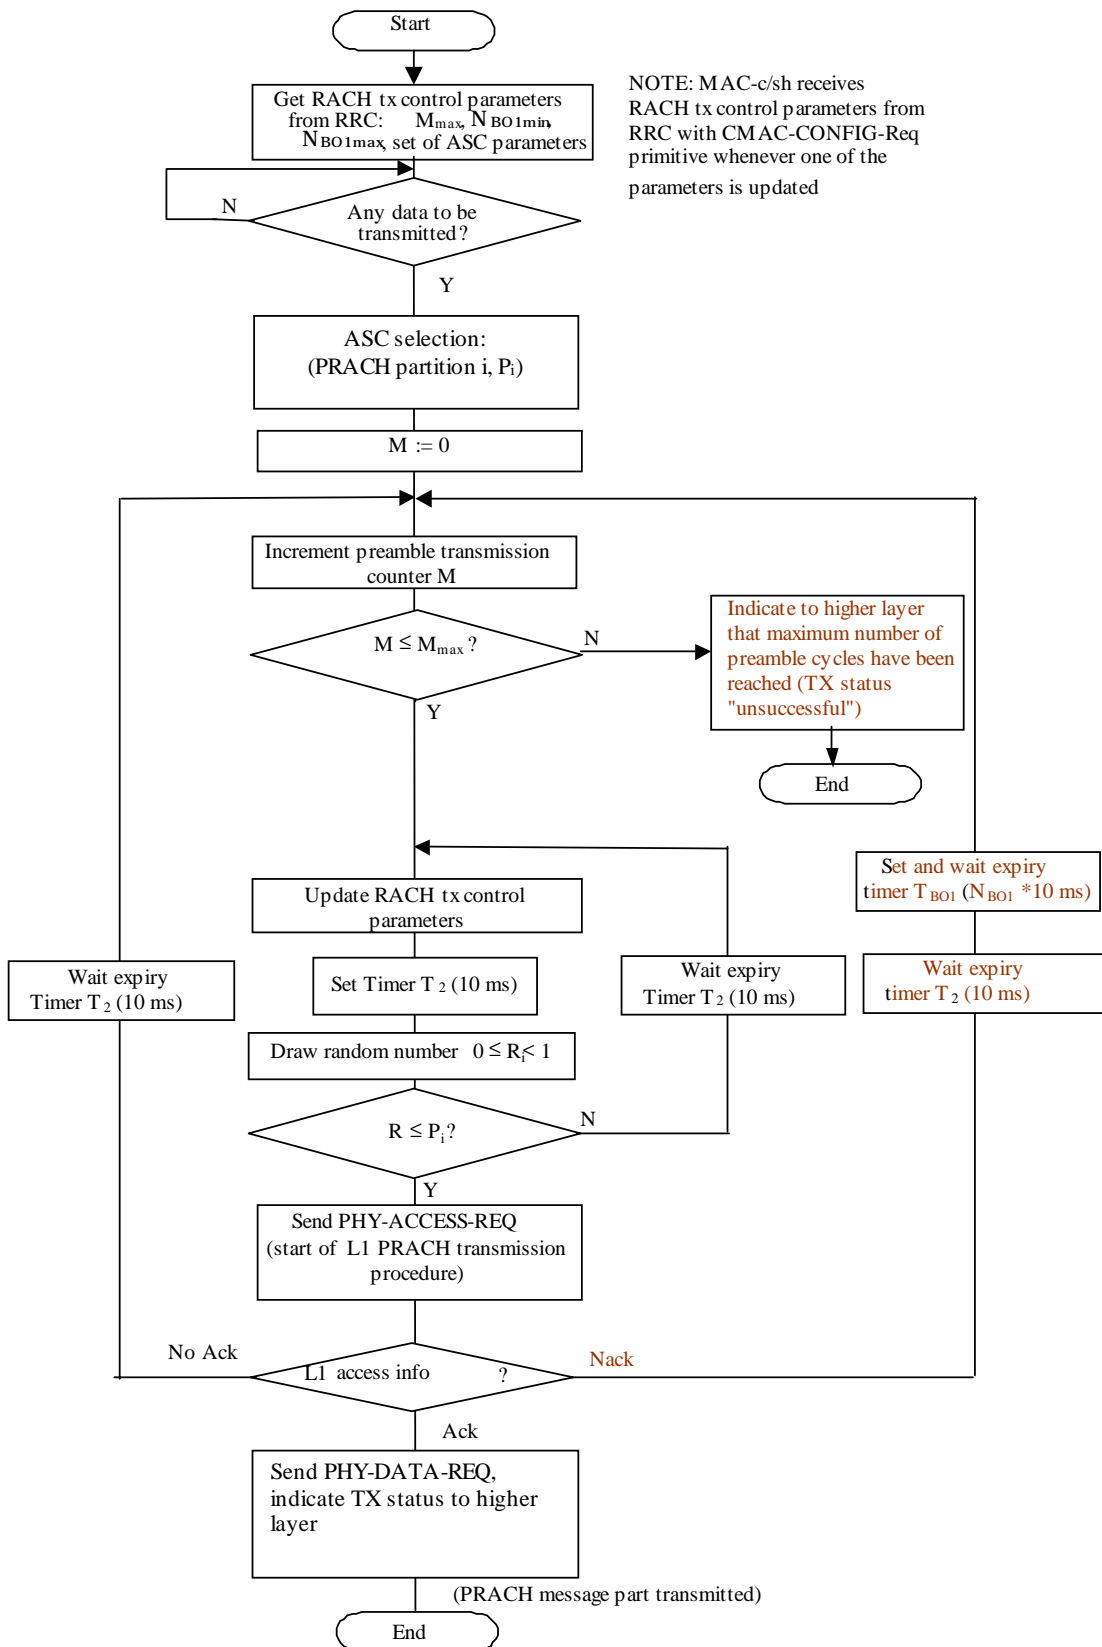 Start
Get RACH tx control parameters
from RRC: Mmax, NBO1min,
NBO1max, set of ASC parameters
NOTE: MAC-c/sh receives
RACH tx control parameters from
RRC with CMAC-CONFIG-Req
primitive whenever one of the
parameters is updated
N
Any data to be
transmitted?
Y
ASC selection:
(PRACH partition i, Pi)
M := 0
Increment preamble transmission
counter M
M ≤ Mmax?
N
Indicate to higher layer
that maximum number of
preamble cycles have been
reached (TX status
"unsuccessful")
Y
End
Update RACH tx control
parameters
Set and wait expiry
timer TBO1 (NBO1 *10 ms)
Wait expiry
Timer T2 (10 ms)
Set Timer T2 (10 ms)
Wait expiry
Timer T2 (10 ms)
Wait expiry
timer T2 (10 ms)
Draw random number 0 ≤ Ri< 1
R ≤ Pi?
N
Y
Send PHY-ACCESS-REQ
(start of L1 PRACH transmission
procedure)
No Ack
L1 access info ?
Nack
Ack
Send PHY-DATA-REQ,
indicate TX status to higher
layer
(PRACH message part transmitted)
End